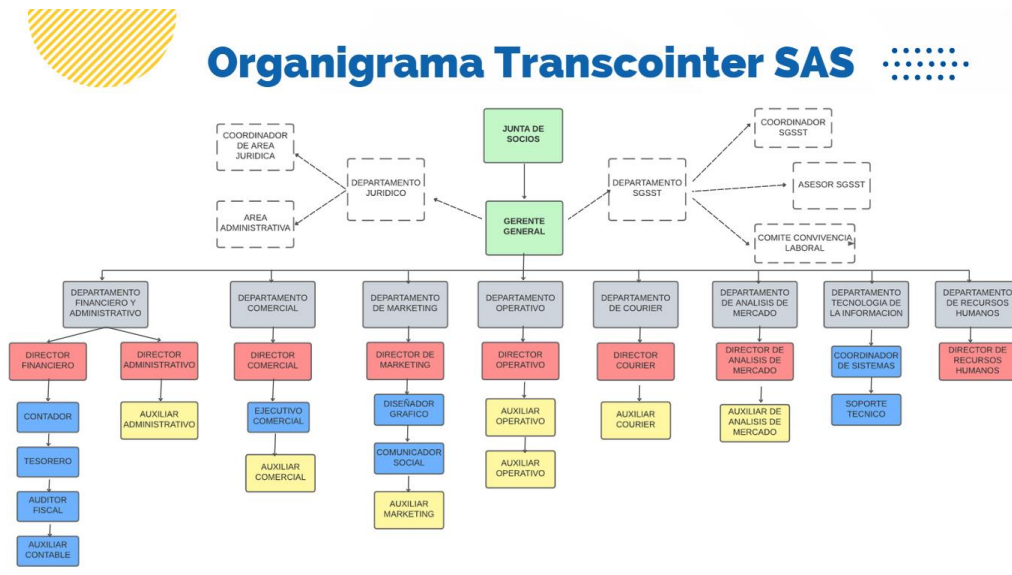 Organigrama Transcointer SAS
JUNTA DE
SOCIOS
COORDINADOR
DE AREA
JURIDICA
DEPARTAMENTO
JURIDICO
AREA
ADMINISTRATIVA
GERENTE
GENERAL
DEPARTAMENTO
SGSST
COORDINADOR
SGSST
ASESOR SGSST
COMITE CONVIVENCIA
LABORAL
DEPARTAMENTO
FINANCIERO Y
ADMINISTRATIVO
DEPARTAMENTO
COMERCIAL
DEPARTAMENTO
DE MARKETING
DEPARTAMENTO
OPERATIVO
DEPARTAMENTO
DE COURIER
DEPARTAMENTO
DE ANALISIS DE
MERCADO
DEPARTAMENTO
TECNOLOGIA DE
LA INFORMACION
DEPARTAMENTO
DE RECURSOS
HUMANOS
DIRECTOR
FINANCIERO
DIRECTOR
ADMINISTRATIVO
DIRECTOR
COMERCIAL
DIRECTOR DE
MARKETING
DIRECTOR
OPERATIVO
DIRECTOR
COURIER
DIRECTOR DE
ANALISIS DE
MERCADO
COORDINADOR
DE SISTEMAS
DIRECTOR DE
RECURSOS
HUMANOS
CONTADOR
AUXILIAR
ADMINISTRATIVO
EJECUTIVO
COMERCIAL
DISEÑADOR
GRAFICO
AUXILIAR
OPERATIVO
AUXILIAR
COURIER
AUXILIAR DE
ANALISIS DE
MERCADO
SOPORTE
TECNICO
TESORERO
AUXILIAR
COMERCIAL
COMUNICADOR
SOCIAL
AUXILIAR
OPERATIVO
AUDITOR
FISCAL
AUXILIAR
MARKETING
AUXILIAR
CONTABLE